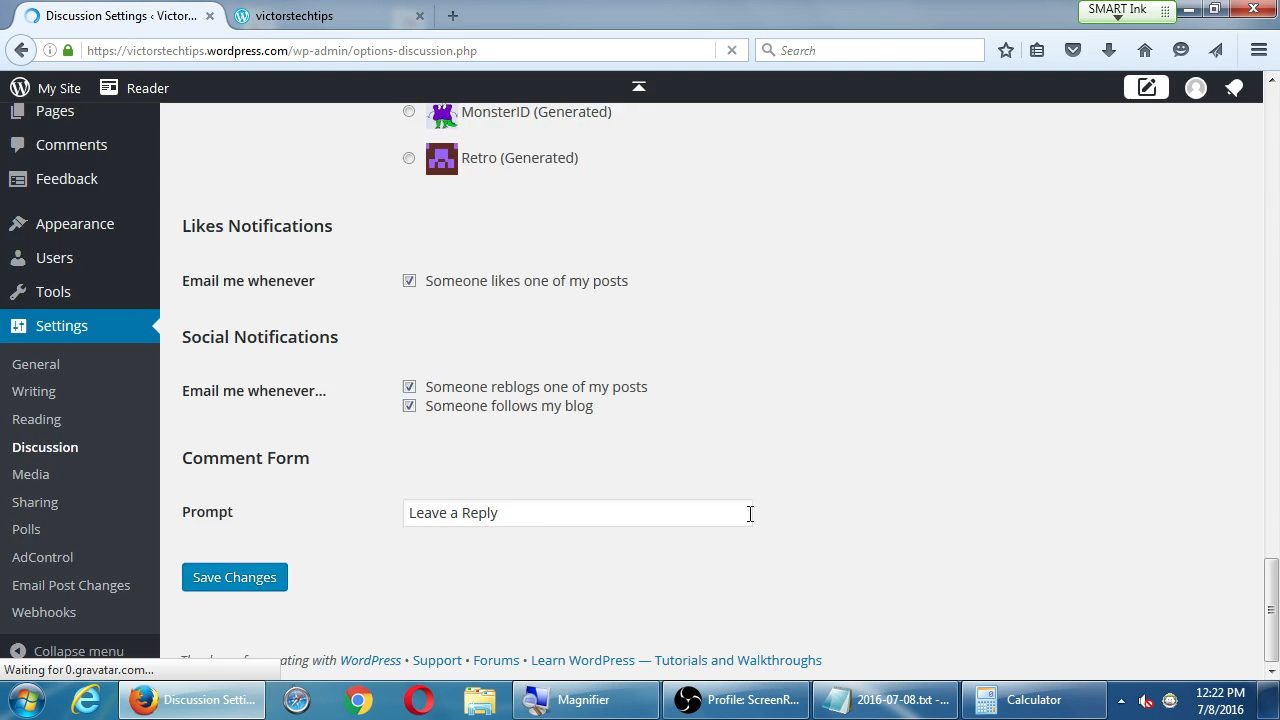 Discussion Settings ‹ Victor...
victorstechtips
SMART Ink
https://victorstechtips.wordpress.com/wp-admin/options-discussion.php
Search
My Site
Reader
Pages
Comments
Feedback
Appearance
Users
Tools
Settings
General
Writing
Reading
Discussion
Media
Sharing
Polls
AdControl
Email Post Changes
Webhooks
Collapse menu
MonsterID (Generated)
Retro (Generated)
Likes Notifications
Email me whenever
Someone likes one of my posts
Social Notifications
Email me whenever...
Someone reblogs one of my posts
Someone follows my blog
Comment Form
Prompt
Leave a Reply
Save Changes
with WordPress • Support • Forums • Learn WordPress — Tutorials and Walkthroughs
Waiting for 0.gravatar.com...
Discussion Setti...
Magnifier
Profile: ScreenR...
2016-07-08.txt -...
Calculator
12:22 PM
7/8/2016